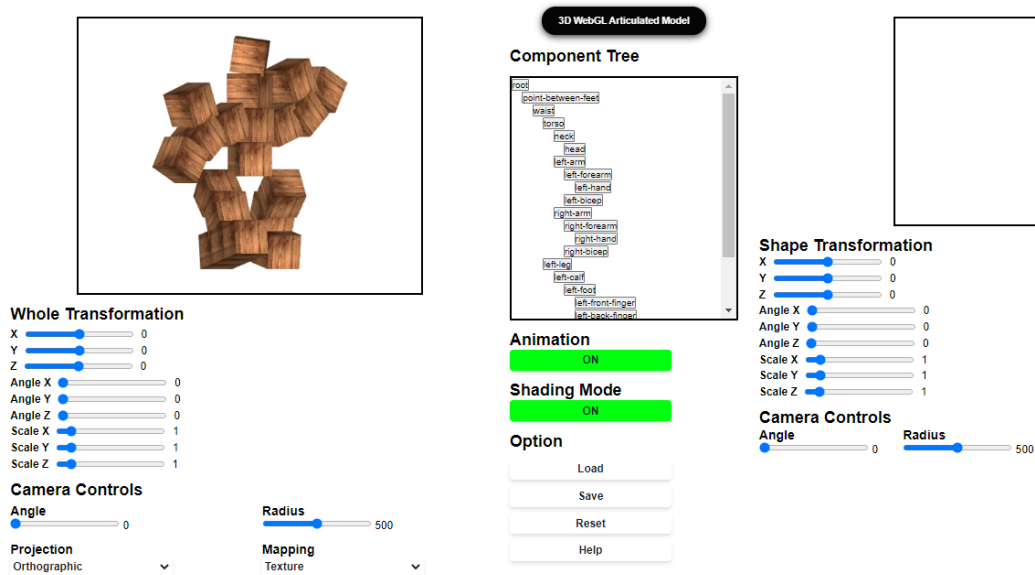 3D WebGL Articulated Model
Whole Transformation
X 0
Y 0
Z 0
Angle X 0
Angle Y 0
Angle Z 0
Scale X 1
Scale Y 1
Scale Z 1
Camera Controls
Angle Radius
0 500
Projection Mapping
Orthographic Texture
Component Tree
root
point-between-feet
waist
torso
neck
head
left-arm
left-forearm
left-hand
left-bicep
right-arm
right-forearm
right-hand
right-bicep
left-leg
left-calf
left-foot
left-front-finger
left-back-finger
Animation
ON
Shading Mode
ON
Option
Load
Save
Reset
Help
Shape Transformation
X 0
Y 0
Z 0
Angle X 0
Angle Y 0
Angle Z 0
Scale X 1
Scale Y 1
Scale Z 1
Camera Controls
Angle Radius
0 500